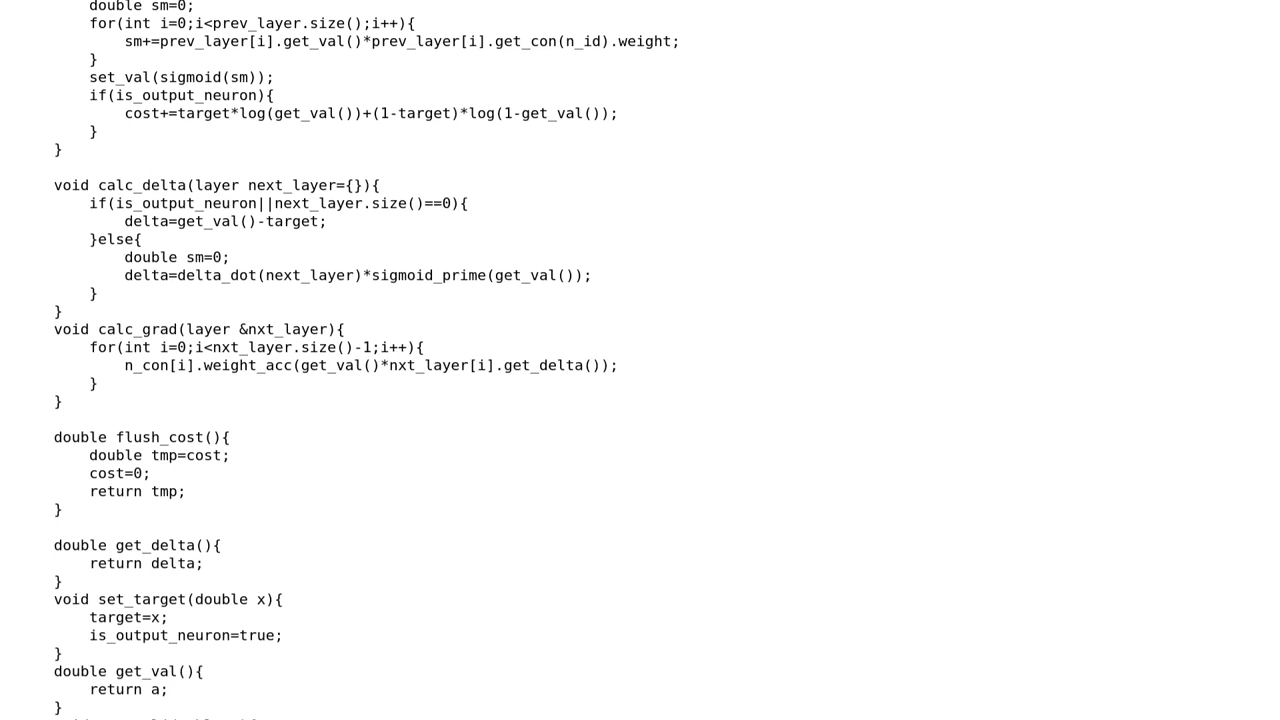 double sm=0;
for(int i=0;i<prev_layer.size();i++){
sm+=prev_layer[i].get_val()*prev_layer[i].get_con(n_id).weight;
}
set_val(sigmoid(sm));
if(is_output_neuron){
cost+=target*log(get_val())+(1-target)*log(1-get_val());
}
}
void calc_delta(layer next_layer={}){
if(is_output_neuron||next_layer.size()==0){
delta=get_val()-target;
}else{
double sm=0;
delta=delta_dot(next_layer)*sigmoid_prime(get_val());
}
}
void calc_grad(layer &nxt_layer){
for(int i=0;i<nxt_layer.size()-1;i++){
n_con[i].weight_acc(get_val()*nxt_layer[i].get_delta());
}
}
double flush_cost(){
double tmp=cost;
cost=0;
return tmp;
}
double get_delta(){
return delta;
}
void set_target(double x){
target=x;
is_output_neuron=true;
}
double get_val(){
return a;
}